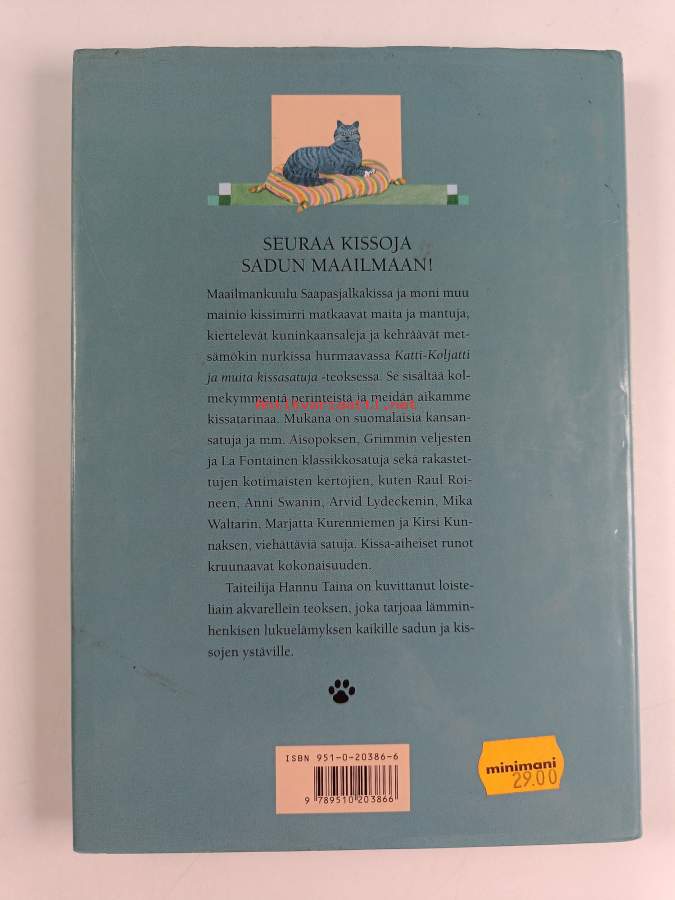 SEURAA KISSOJA
SADUN MAAILMAAN!
Maailmankuulu Saapasjalkakissa ja moni muu
mainio kissimirri matkaavat maita ja mantuja,
kiertelevät kuninkaansaleja ja kehräävät met-
sämökin nurkissa hurmaavassa Katti-Koljatti
ja muita kissasatuja -teoksessa. Se sisältää kol-
mekymmentä perinteistä ja meidän aikamme
Antikvariaatti.net
kissatarinaa. Mukana on suomalaisia kansan-
satuja ja mm. Aisopoksen, Grimmin veljesten
ja La Fontainen klassikkosatuja sekä rakastet-
tujen kotimaisten kertojien, kuten Raul Roi-
neen, Anni Swanin, Arvid Lydeckenin, Mika
Waltarin, Marjatta Kurenniemen ja Kirsi Kun-
naksen, viehättäviä satuja. Kissa-aiheiset runot
kruunaavat kokonaisuuden.
Taiteilija Hannu Taina on kuvittanut loiste-
liain akvarellein teoksen, joka tarjoaa lämmin-
henkisen lukuelämyksen kaikille sadun ja kis-
sojen ystäville.
ISBN 951-0-20386-6
9 789510 203866
minimani
29.00